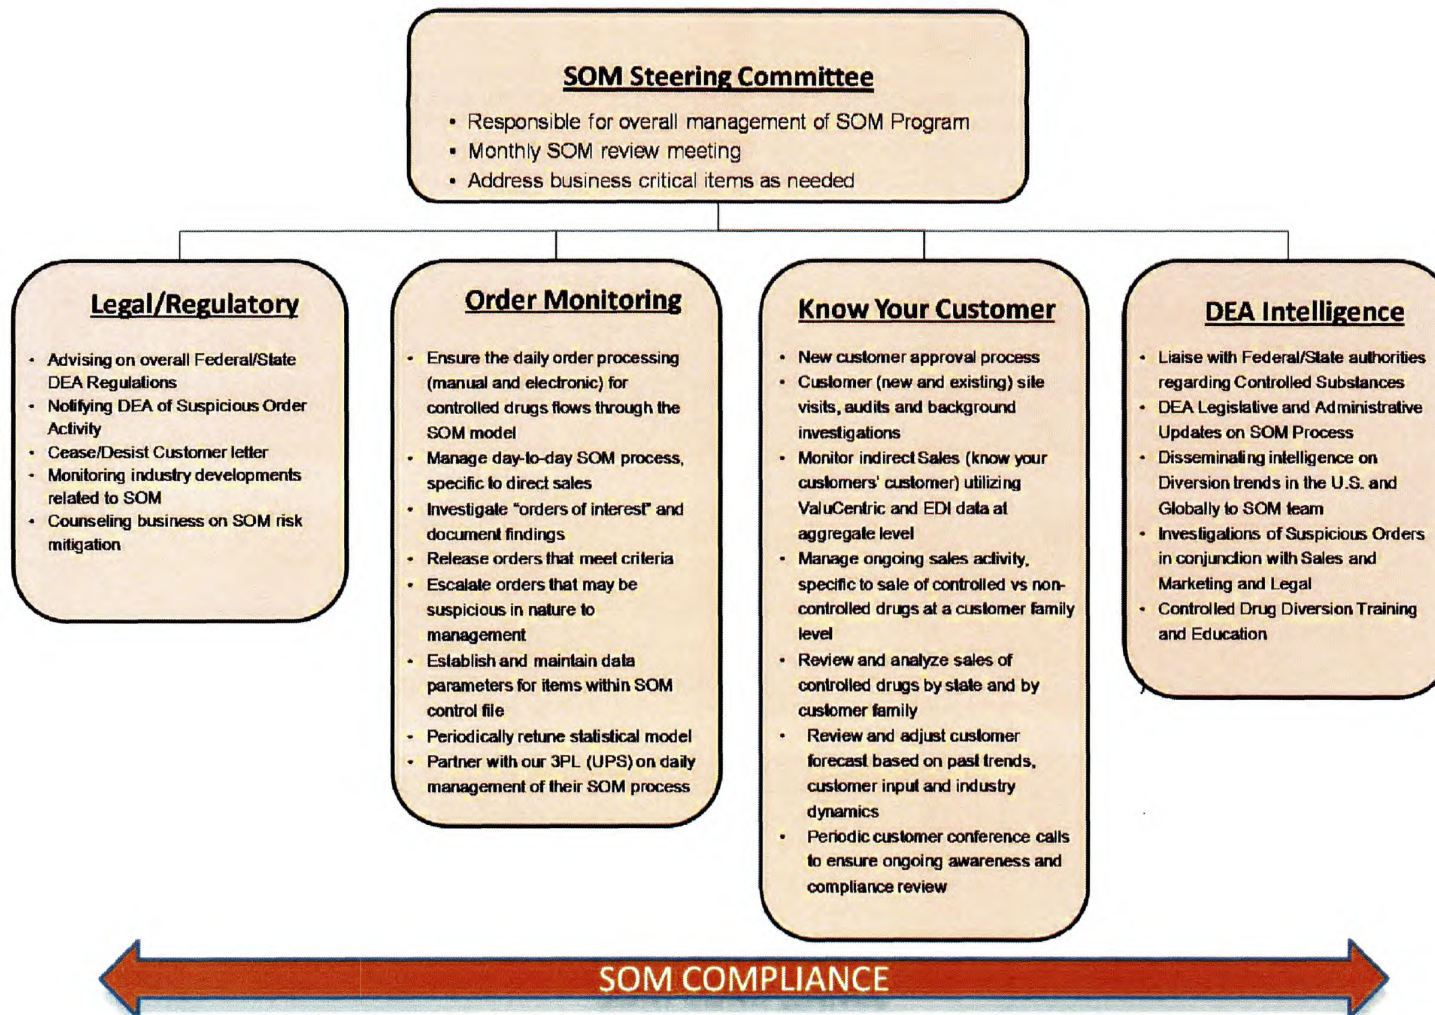 SOM Steering Committee
• Responsible for overall management of SOM Program
• Monthly SOM review meeting
• Address business critical items as needed
Legal/Regulatory
• Advising on overall Federal/State
DEA Regulations
• Notifying DEA of Suspicious Order
Activity
• Cease/Desist Customer letter
• Monitoring industry developments
related to SOM
• Counseling business on SOM risk
mitigation
Order Monitoring
• Ensure the daily order processing
(manual and electronic) for
controlled drugs flows through the
SOM model
• Manage day-to-day SOM process,
specific to direct sales
• Investigate "orders of interest" and
document findings
• Release orders that meet criteria
• Escalate orders that may be
suspicious in nature to
management
• Establish and maintain data
parameters for items within SOM
control file
• Periodically retune statistical model
• Partner with our 3PL (UPS) on daily
management of their SOM process
Know Your Customer
• New customer approval process
• Customer (new and existing) site
visits, audits and background
investigations
• Monitor indirect Sales (know your
customers' customer) utilizing
ValuCentric and EDI data at
aggregate level
• Manage ongoing sales activity,
specific to sale of controlled vs non-
controlled drugs at a customer family
level
• Review and analyze sales of
controlled drugs by state and by
customer family
• Review and adjust customer
forecast based on past trends,
customer input and industry
dynamics
• Periodic customer conference calls
to ensure ongoing awareness and
compliance review
DEA Intelligence
• Liaise with Federal/State authorities
regarding Controlled Substances
• DEA Legislative and Administrative
Updates on SOM Process
• Disseminating intelligence on
Diversion trends in the U.S. and
Globally to SOM team
• Investigations of Suspicious Orders
in conjunction with Sales and
Marketing and Legal
• Controlled Drug Diversion Training
and Education
SOM COMPLIANCE